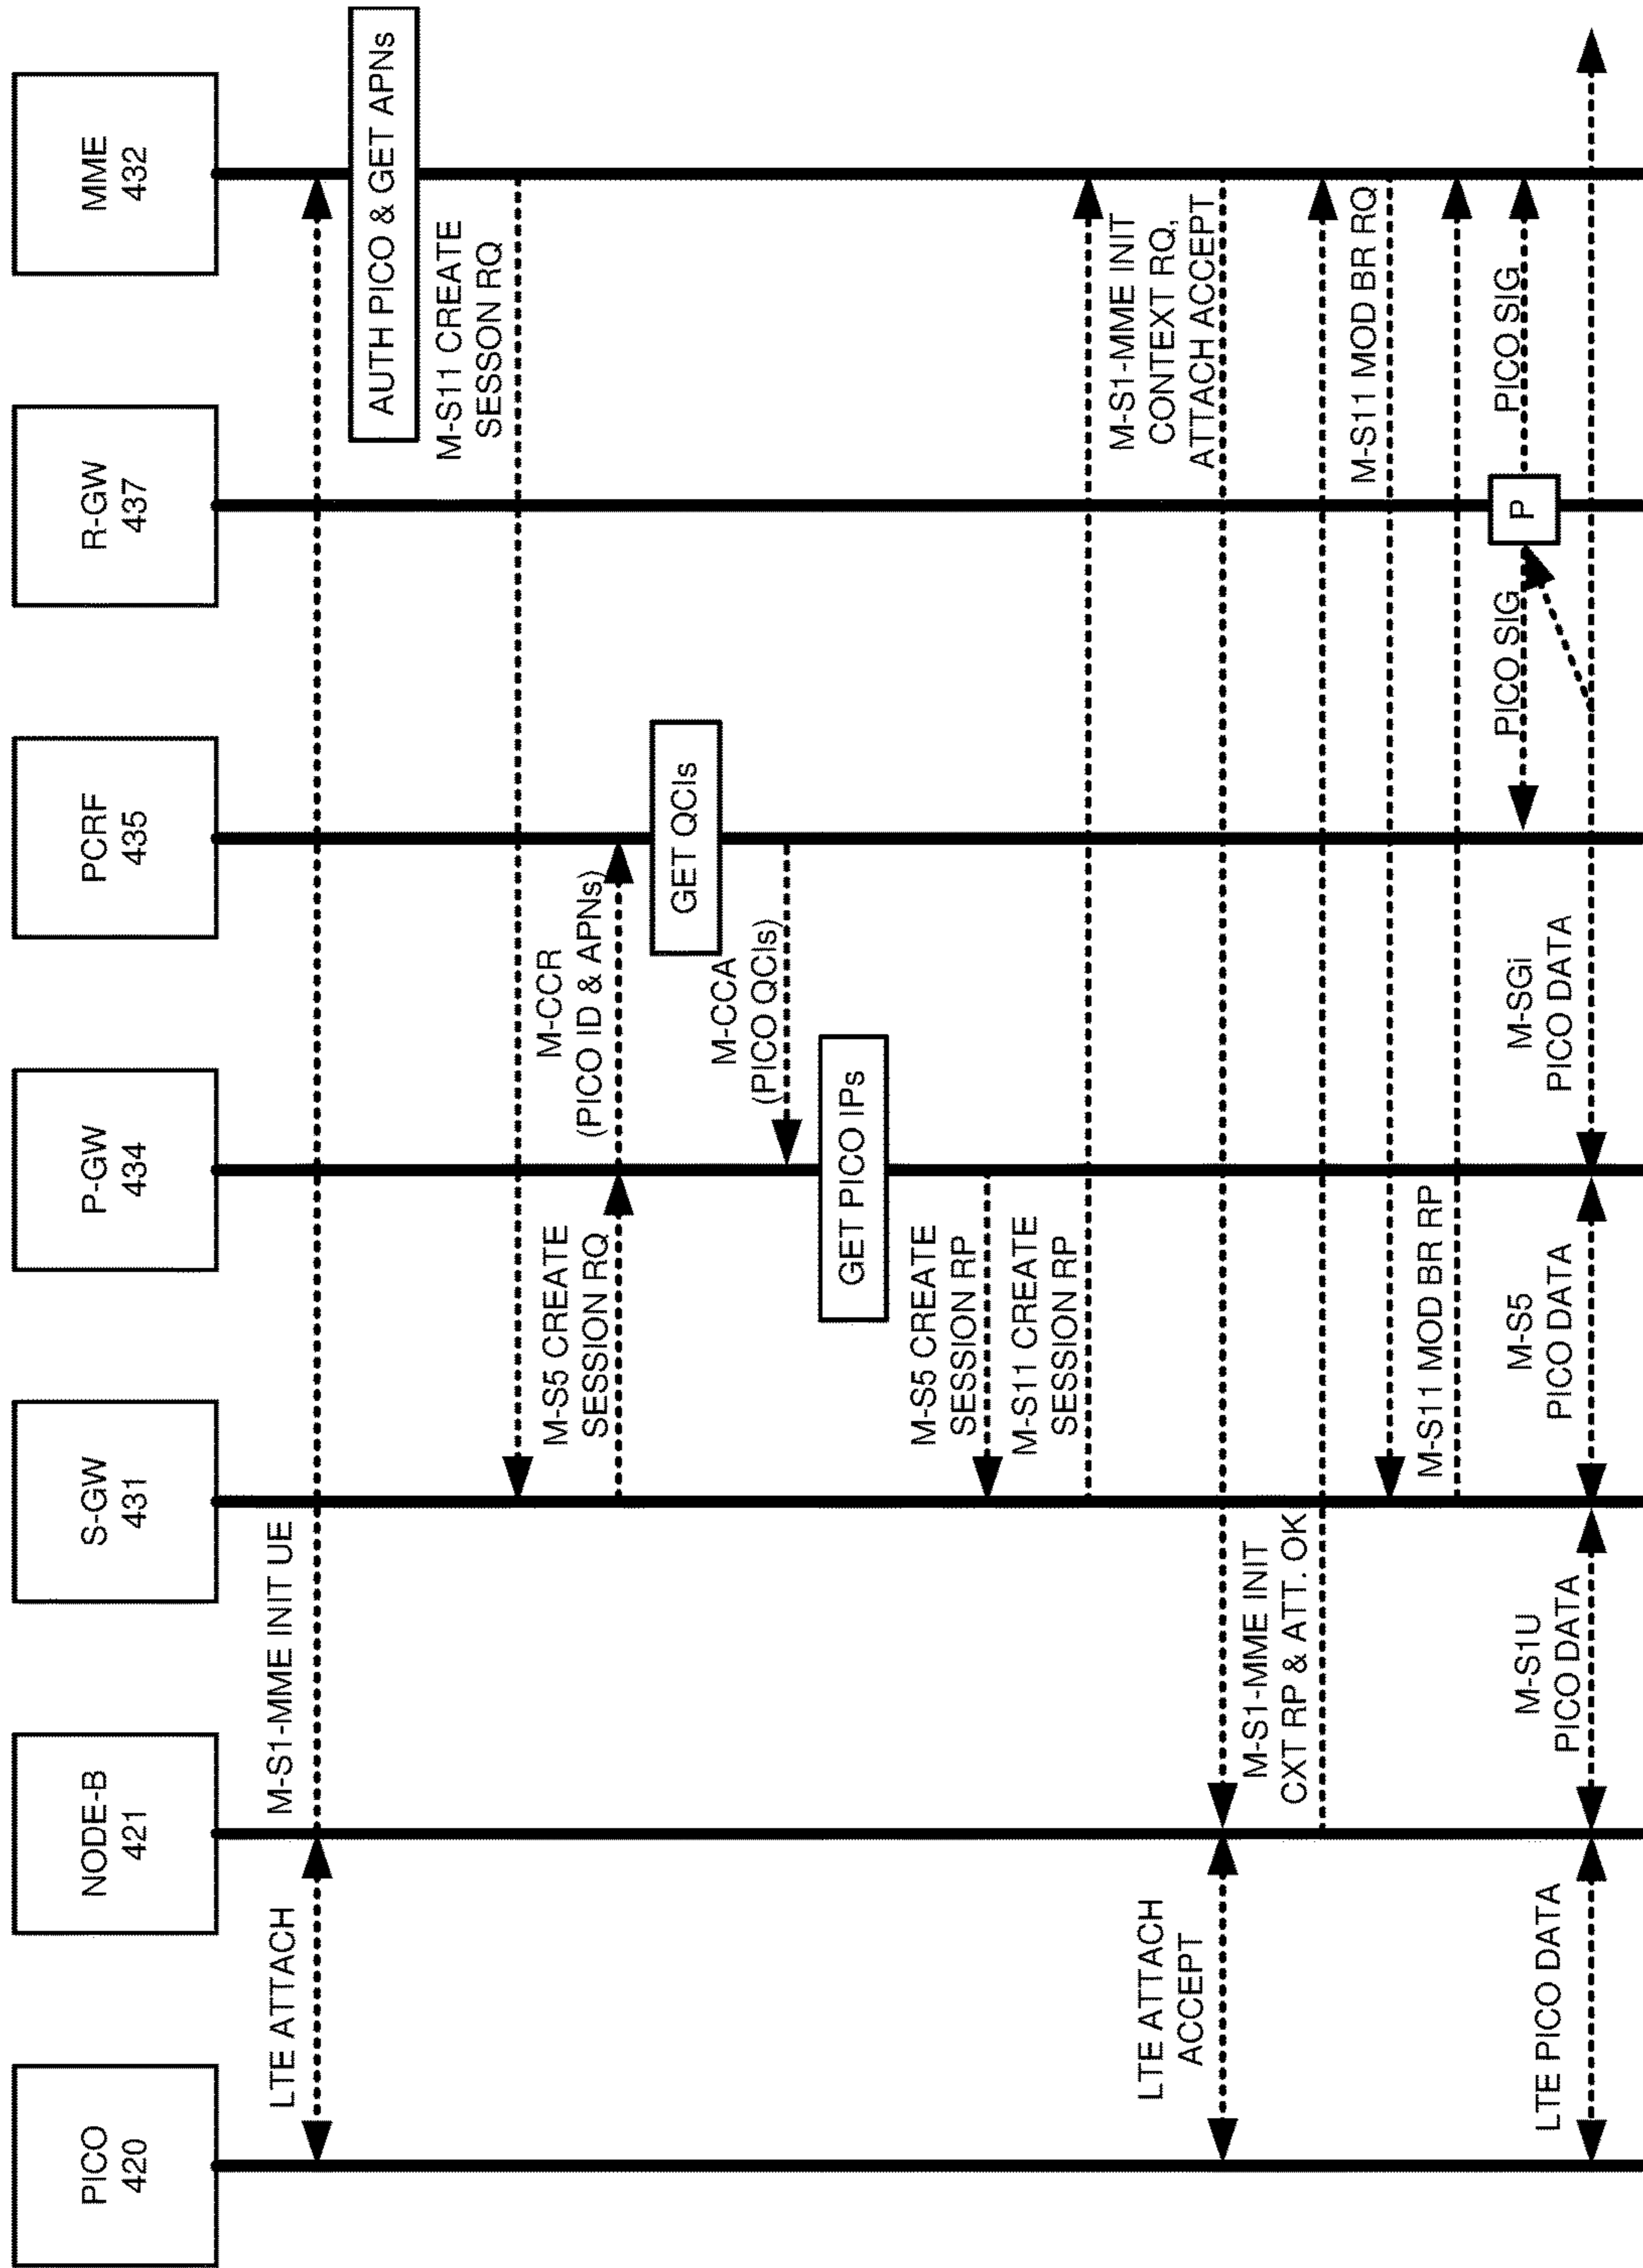 PICO
420
NODE-B
421
S-GW
431
P-GW
434
PCRF
435
R-GW
437
MME
432
LTE ATTACH
M-S1-MME INIT UE
AUTH PICO & GET APNs
M-S11 CREATE
SESSON RQ
M-S5 CREATE
SESSION RQ
M-CCR
(PICO ID & APNs)
GET QCIs
M-CCA
(PICO QCIs)
GET PICO IPs
M-S5 CREATE
SESSION RP
M-S11 CREATE
SESSION RP
M-S1-MME INIT
CONTEXT RQ,
ATTACH ACCEPT
LTE ATTACH
ACCEPT
M-S1-MME INIT
CXT RP & ATT. OK
M-S11 MOD BR RQ
M-S11 MOD BR RP
PICO SIG
P
PICO SIG
LTE PICO DATA
M-S1U
PICO DATA
M-S5
PICO DATA
M-SGi
PICO DATA